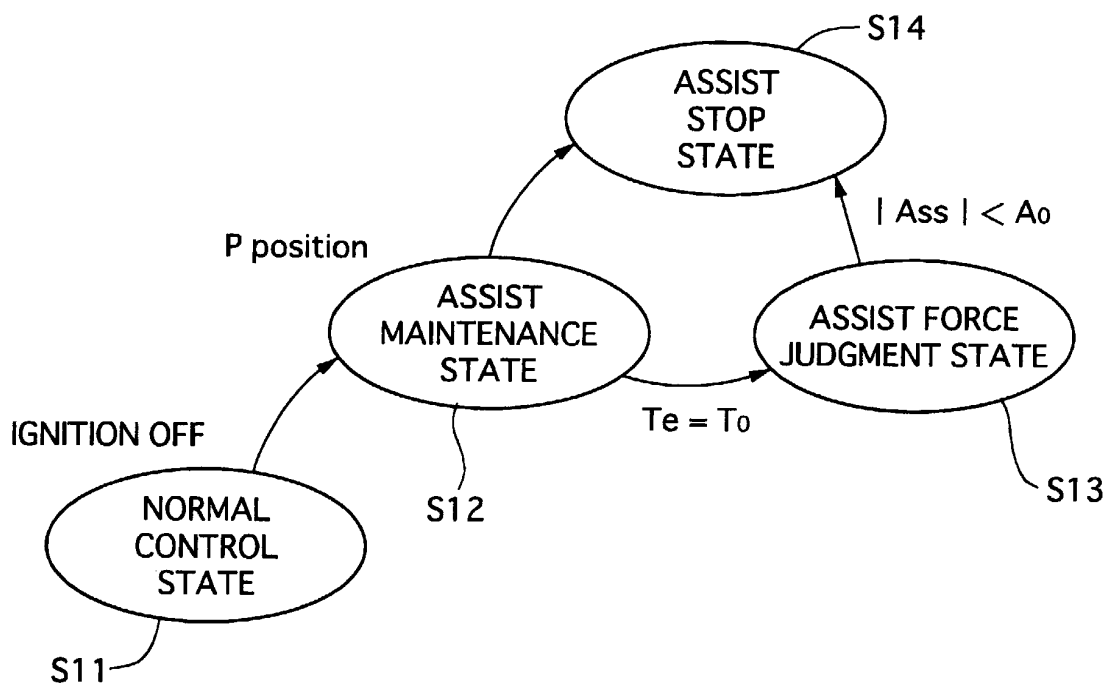 S14
ASSIST
STOP
STATE
| Ass | < A0
P position
ASSIST
MAINTENANCE
STATE
ASSIST FORCE
JUDGMENT STATE
Te = T0
IGNITION OFF
S12
S13
NORMAL
CONTROL
STATE
S11